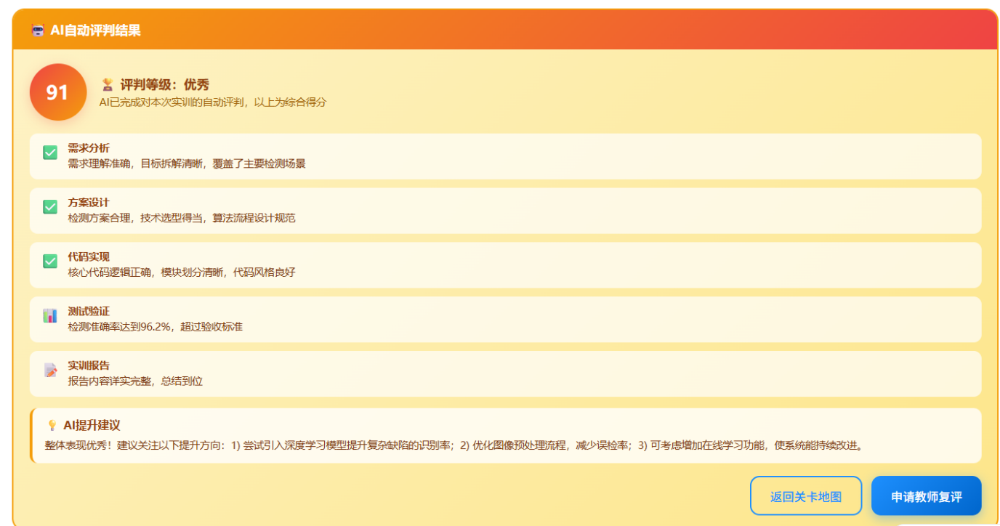 AI自动评判结果
91
评判等级：优秀
AI已完成对本次实训的自动评判，以上为综合得分
需求分析
需求理解准确，目标拆解清晰，覆盖了主要检测场景
方案设计
检测方案合理，技术选型得当，算法流程设计规范
代码实现
核心代码逻辑正确，模块划分清晰，代码风格良好
测试验证
检测准确率达到96.2%，超过验收标准
实训报告
报告内容详实完整，总结到位
AI提升建议
整体表现优秀！建议关注以下提升方向：1) 尝试引入深度学习模型提升复杂缺陷的识别率；2) 优化图像预处理流程，减少误检率；3) 可考虑增加在线学习功能，使系统能持续改进。
返回关卡地图
申请教师复评